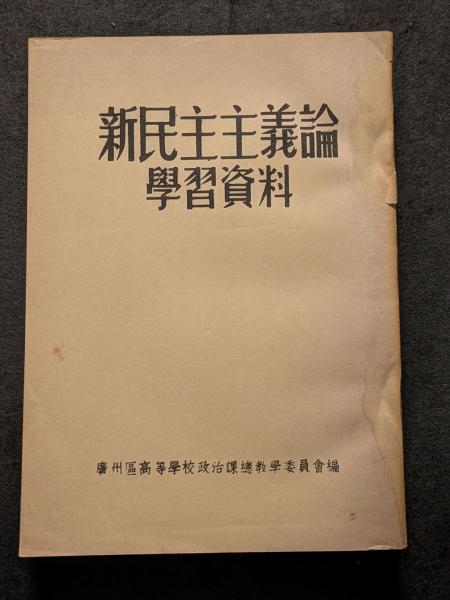 新民主主義論
學習資料
廣州區高等學校政治課總教學委員會編